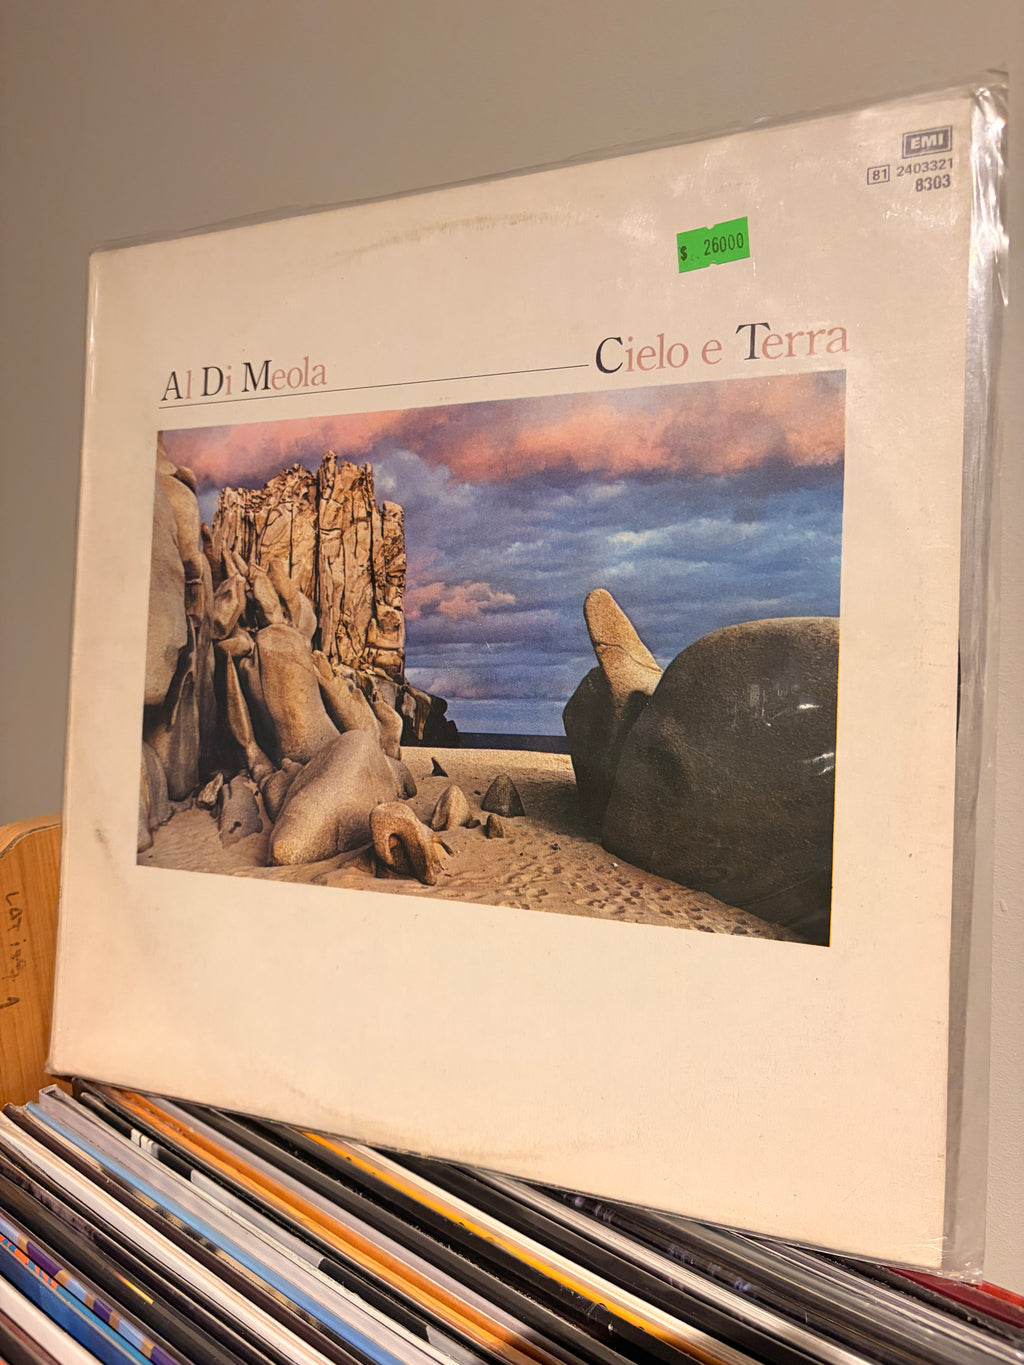 EMI
81 2403321
8303
$ 26000
Al Di Meola
Cielo e Terra